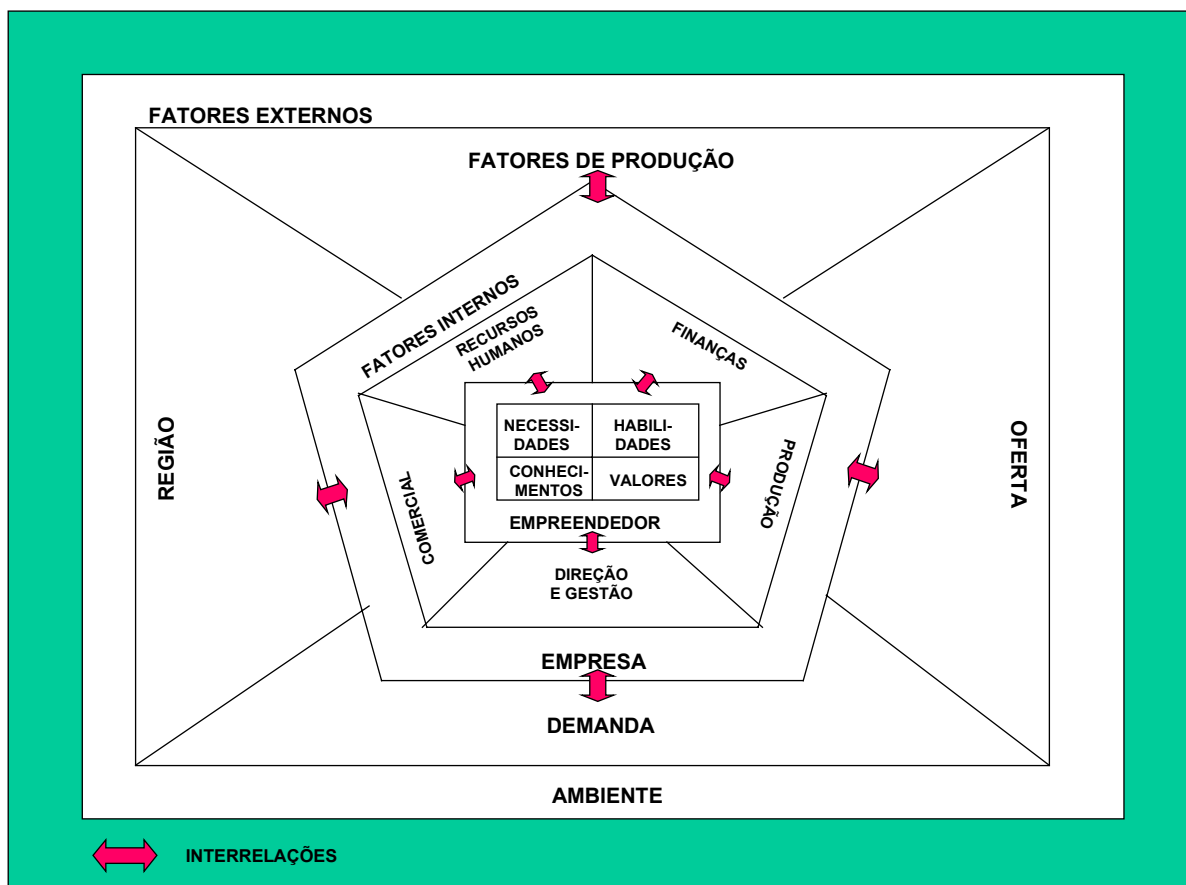 FATORES EXTERNOS
FATORES DE PRODUÇÃO
FATORES INTERNOS
RECURSOS
HUMANOS
FINANÇAS
REGIÃO
COMERCIAL
NECESSI-
DADES
HABILI-
DADES
CONHECI-
MENTOS
VALORES
EMPREENDEDOR
PRODUÇÃO
OFERTA
DIREÇÃO
E GESTÃO
EMPRESA
DEMANDA
AMBIENTE
INTERRELAÇÕES